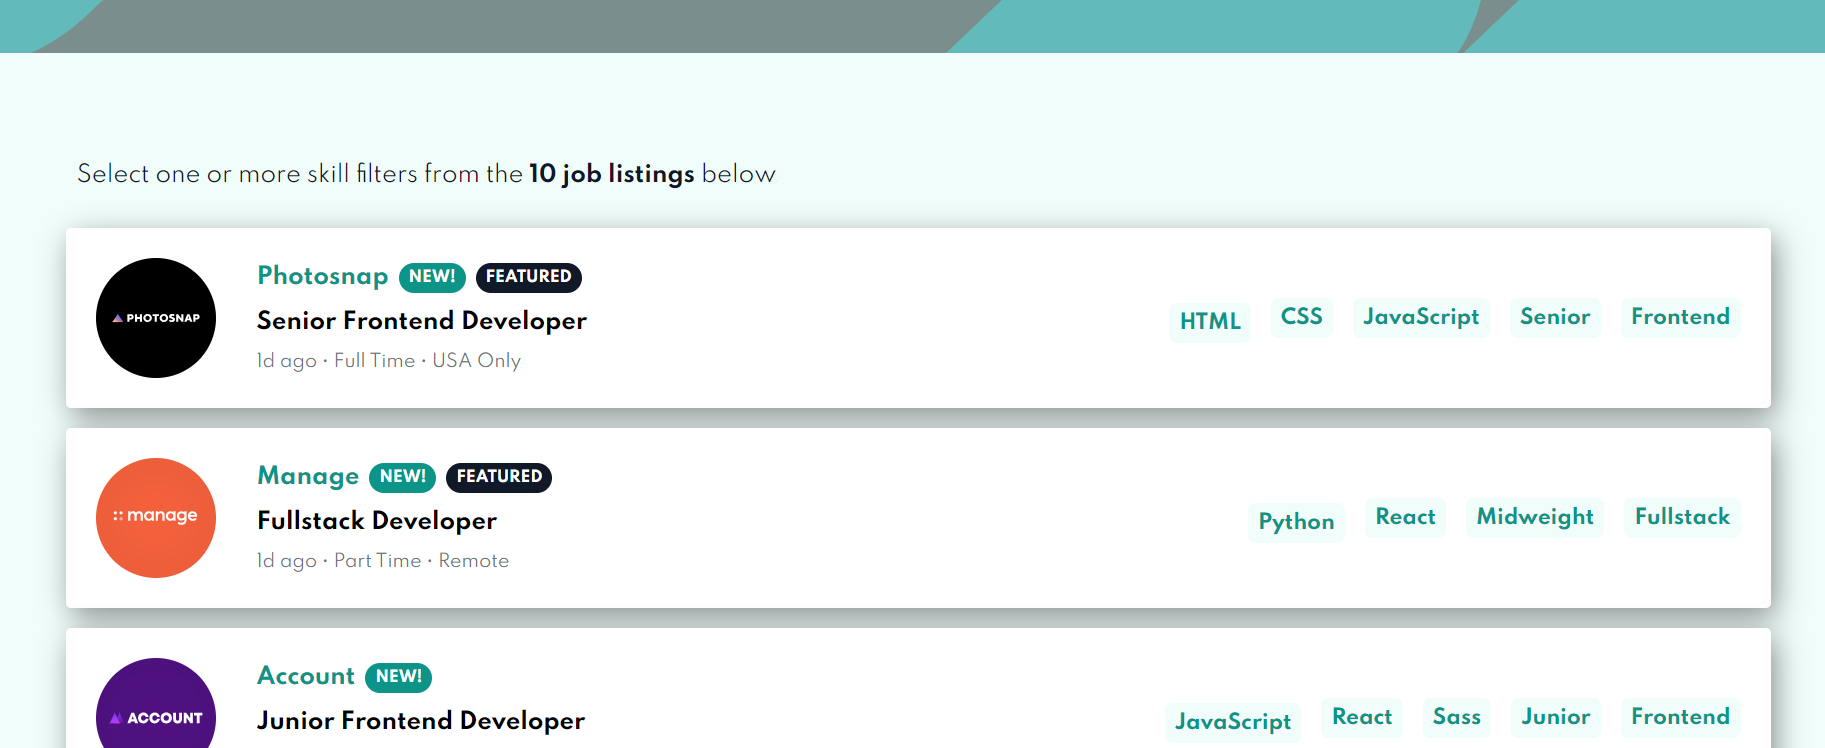 Select one or more skill filters from the 10 job listings below
Photosnap NEW! FEATURED
PHOTOSNAP
Senior Frontend Developer
1d ago · Full Time · USA Only
HTML CSS JavaScript Senior Frontend
Manage NEW! FEATURED
manage
Fullstack Developer
1d ago · Part Time · Remote
Python React Midweight Fullstack
Account NEW!
ACCOUNT
Junior Frontend Developer
JavaScript React Sass Junior Frontend